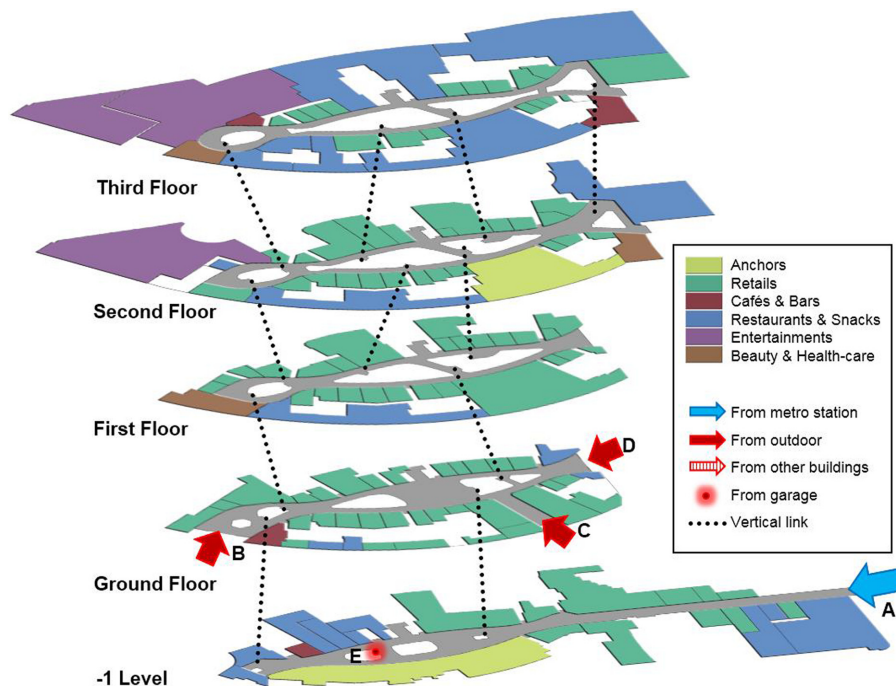 Third Floor
Second Floor
Anchors
Retails
Cafés & Bars
Restaurants & Snacks
Entertainments
Beauty & Health-care
From metro station
From outdoor
From other buildings
From garage
Vertical link
First Floor
D
C
B
Ground Floor
A
E
-1 Level